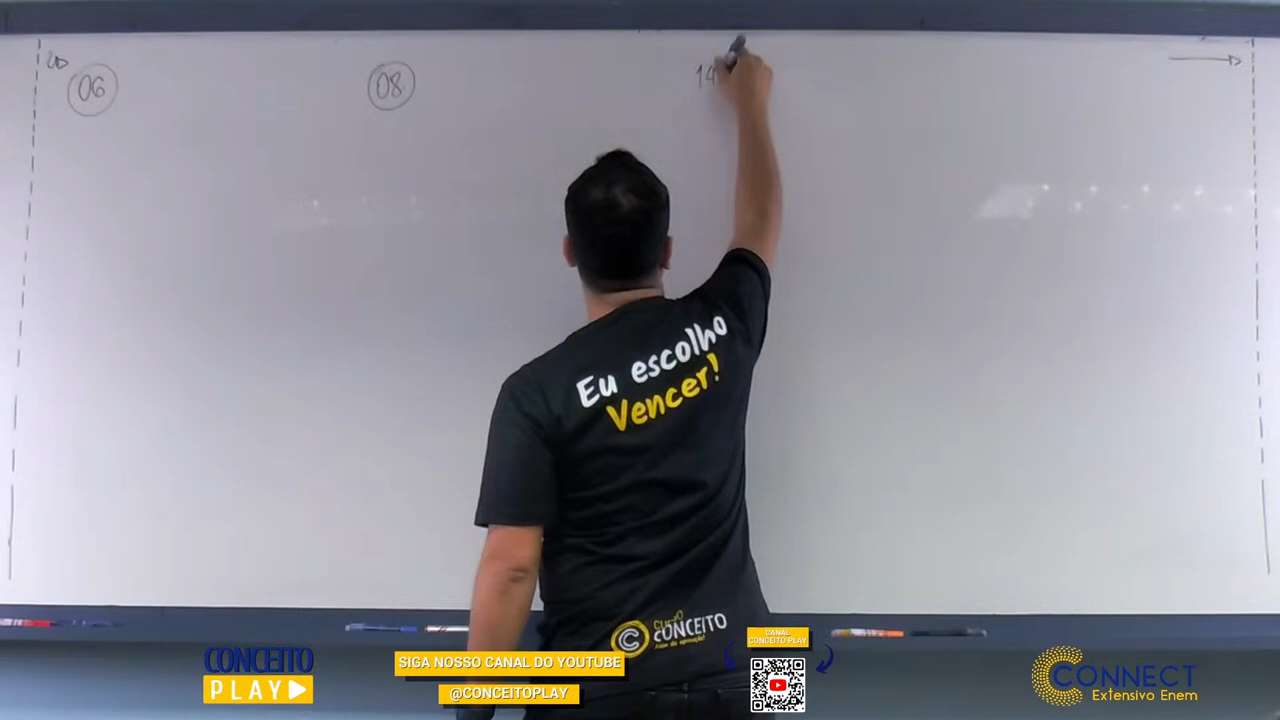 06
08
14
Eu escolho
Vencer!
CURSO
CONCEITO
CONCEITO
PLAY
SIGA NOSSO CANAL DO YOUTUBE
@CONCEITOPLAY
CANAL
CONCEITO PLAY
CONNECT
Extensivo Enem